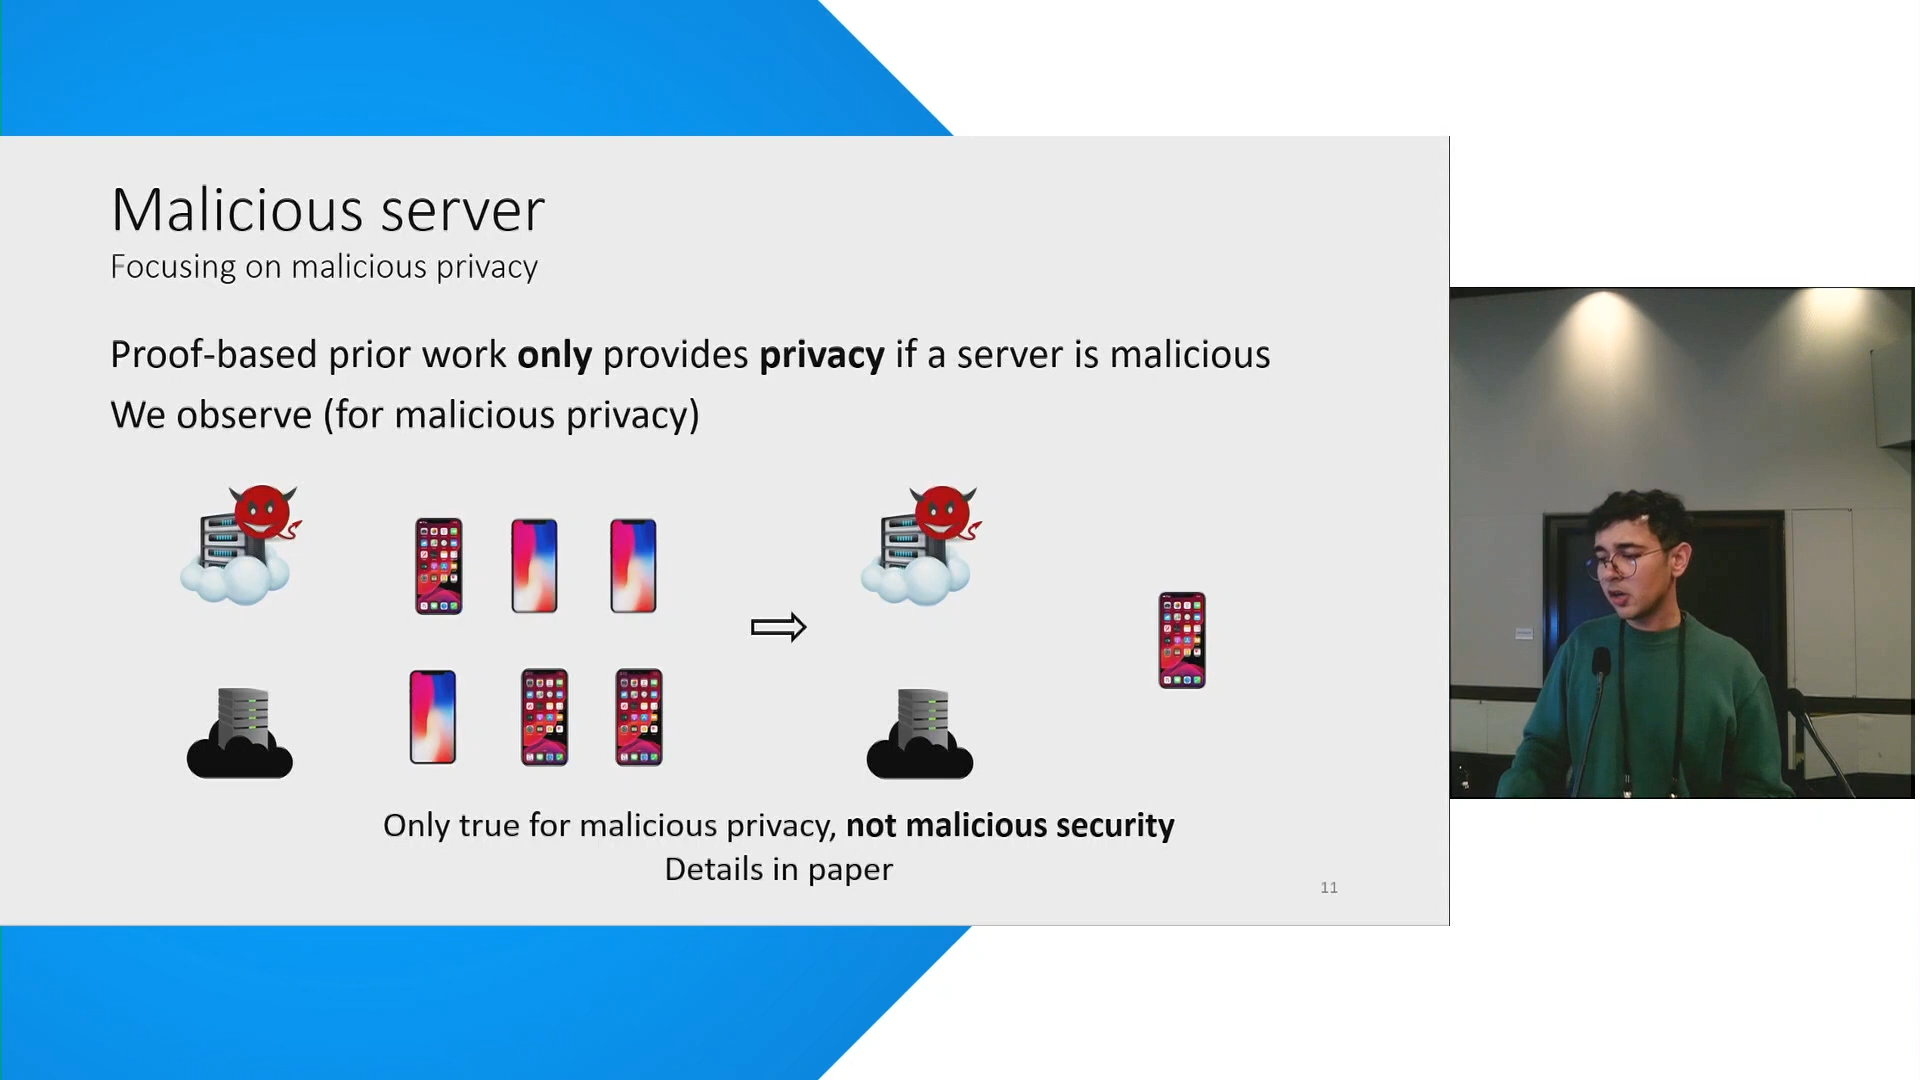 Malicious server
Focusing on malicious privacy
Proof-based prior work only provides privacy if a server is malicious
We observe (for malicious privacy)
Only true for malicious privacy, not malicious security
Details in paper
11